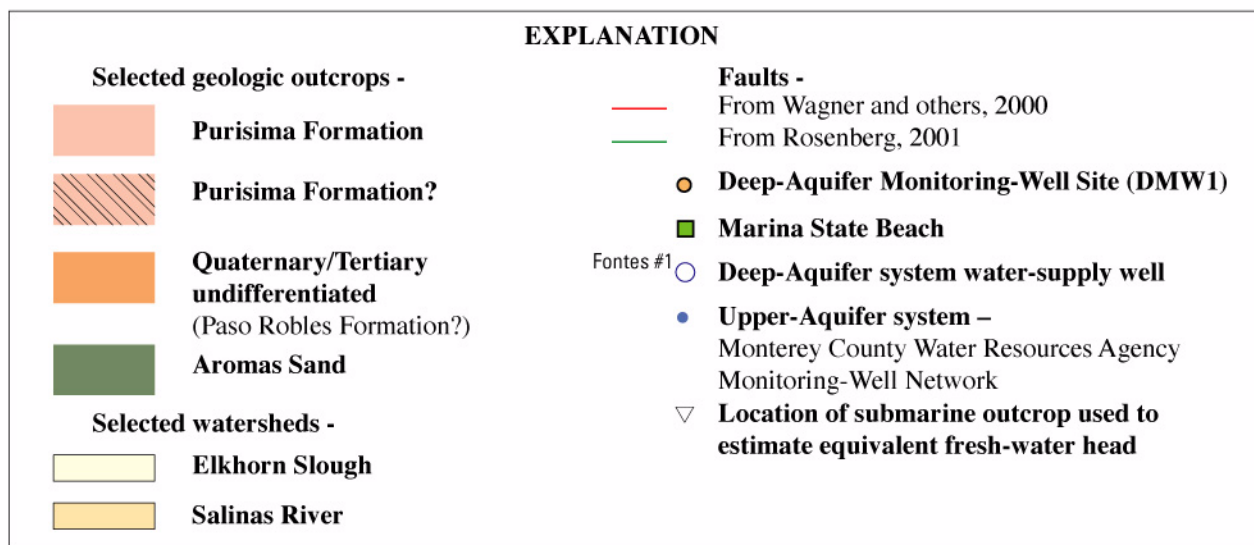 EXPLANATION
Selected geologic outcrops -
Purisima Formation
Purisima Formation?
Quaternary/Tertiary
undifferentiated
(Paso Robles Formation?)
Aromas Sand
Selected watersheds -
Elkhorn Slough
Salinas River
Faults -
From Wagner and others, 2000
From Rosenberg, 2001
Deep-Aquifer Monitoring-Well Site (DMW1)
Marina State Beach
Fontes #1
Deep-Aquifer system water-supply well
Upper-Aquifer system –
Monterey County Water Resources Agency
Monitoring-Well Network
Location of submarine outcrop used to
estimate equivalent fresh-water head